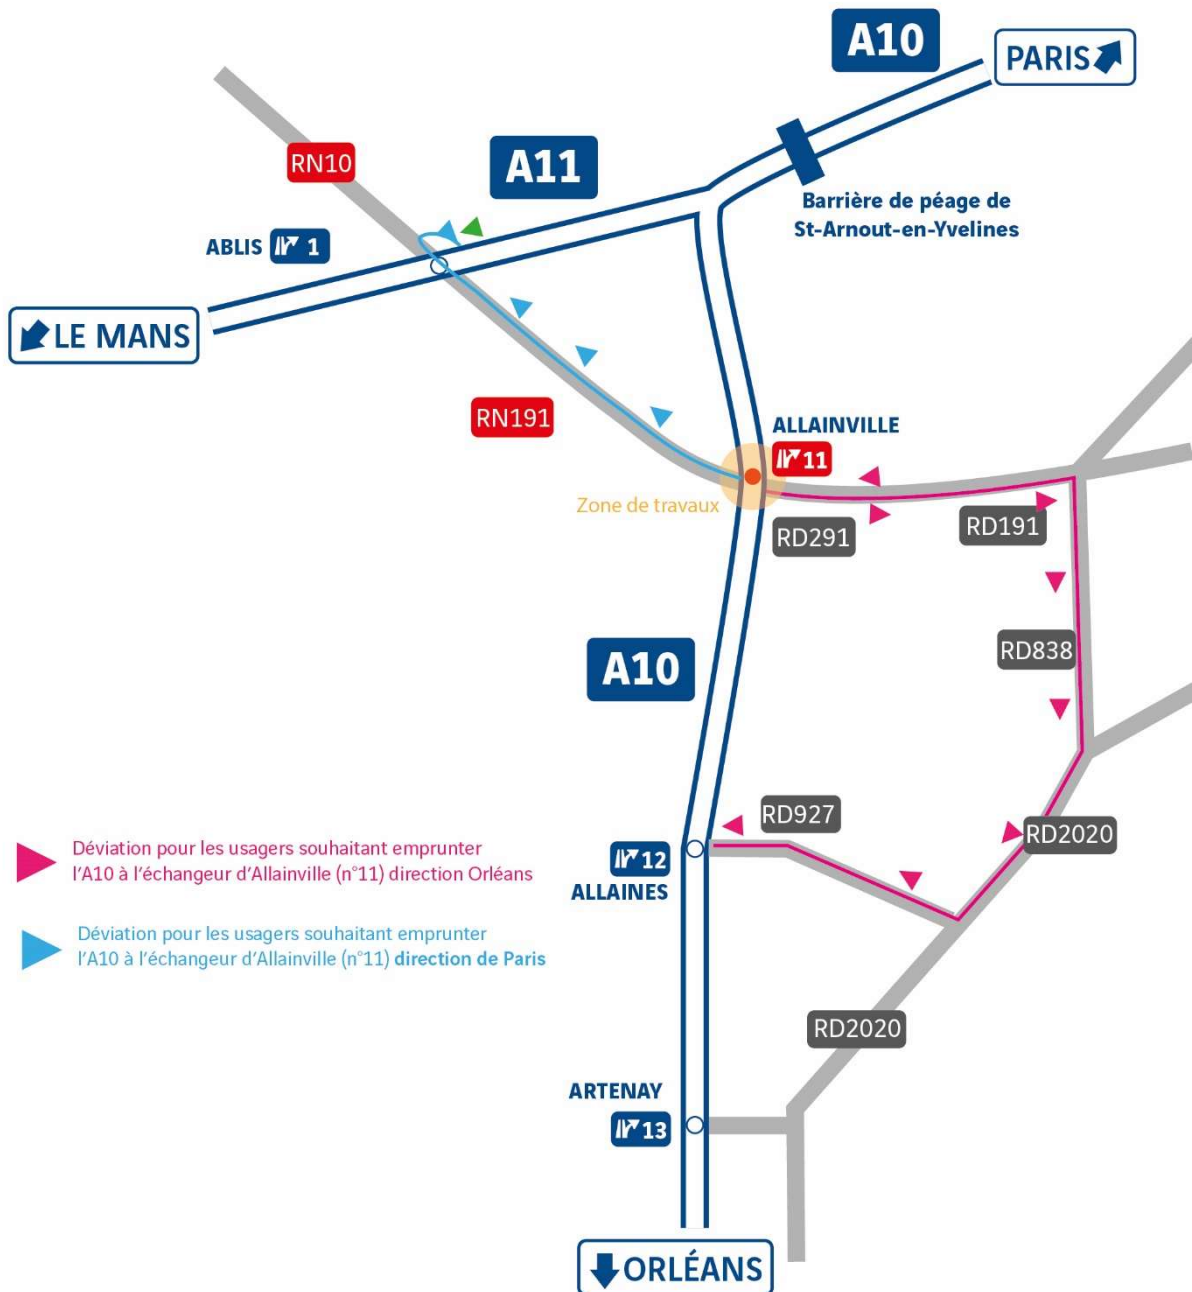 A10
PARIS
RN10
A11
Barrière de péage de
St-Arnout-en-Yvelines
ABLIS 1
LE MANS
RN191
ALLAINVILLE
11
Zone de travaux
RD291
RD191
A10
RD838
RD927
RD2020
12
ALLAINES
Déviation pour les usagers souhaitant emprunter
l'A10 à l'échangeur d'Allainville (n°11) direction Orléans
Déviation pour les usagers souhaitant emprunter
l'A10 à l'échangeur d'Allainville (n°11) direction de Paris
RD2020
ARTENAY
13
ORLÉANS